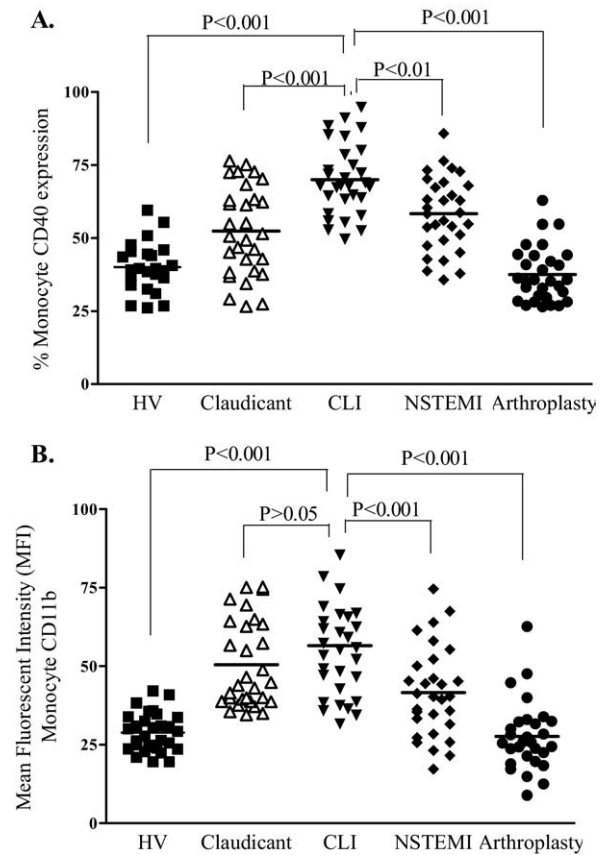 A.
P<0.001
P<0.001
P<0.001
P<0.01
% Monocyte CD40 expression
100
75
50
25
0
HV Claudicant CLI NSTEMI Arthroplasty
B.
P<0.001
P<0.001
P>0.05
P<0.001
Mean Fluorescent Intensity (MFI)
Monocyte CD11b
100
75
50
25
0
HV Claudicant CLI NSTEMI Arthroplasty